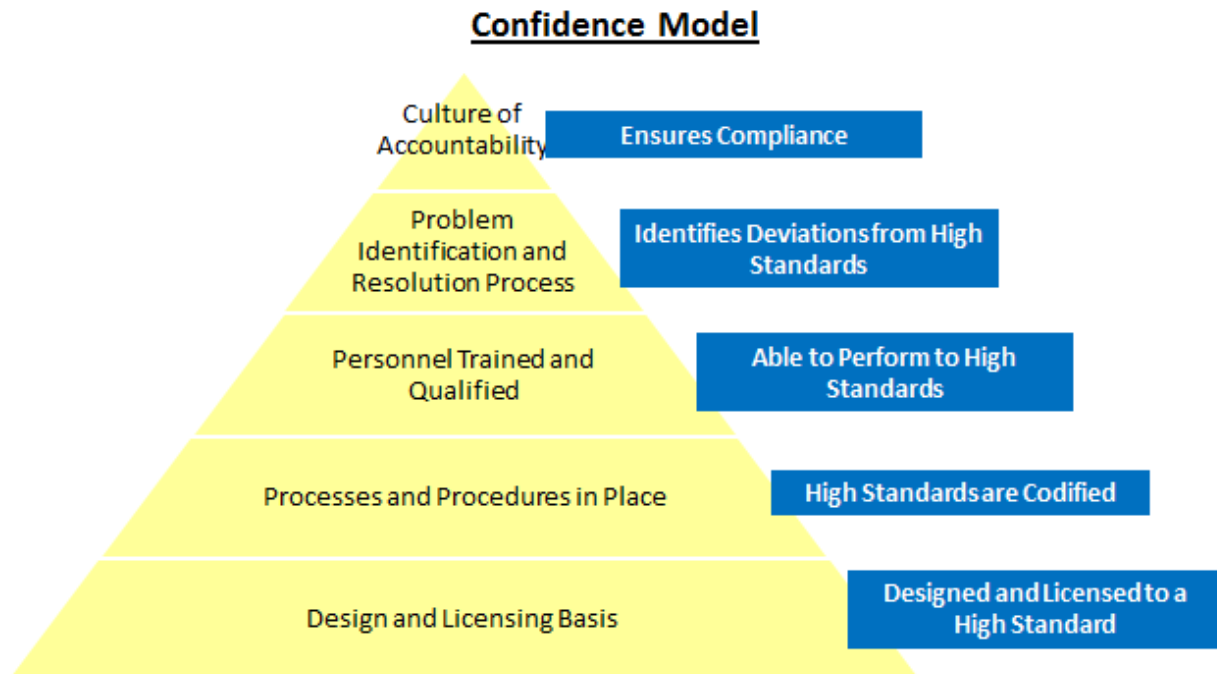 Confidence Model
Culture of
Accountability
Ensures Compliance
Problem
Identification and
Resolution Process
Identifies Deviations from High
Standards
Personnel Trained and
Qualified
Able to Perform to High
Standards
Processes and Procedures in Place
High Standards are Codified
Design and Licensing Basis
Designed and Licensed to a
High Standard